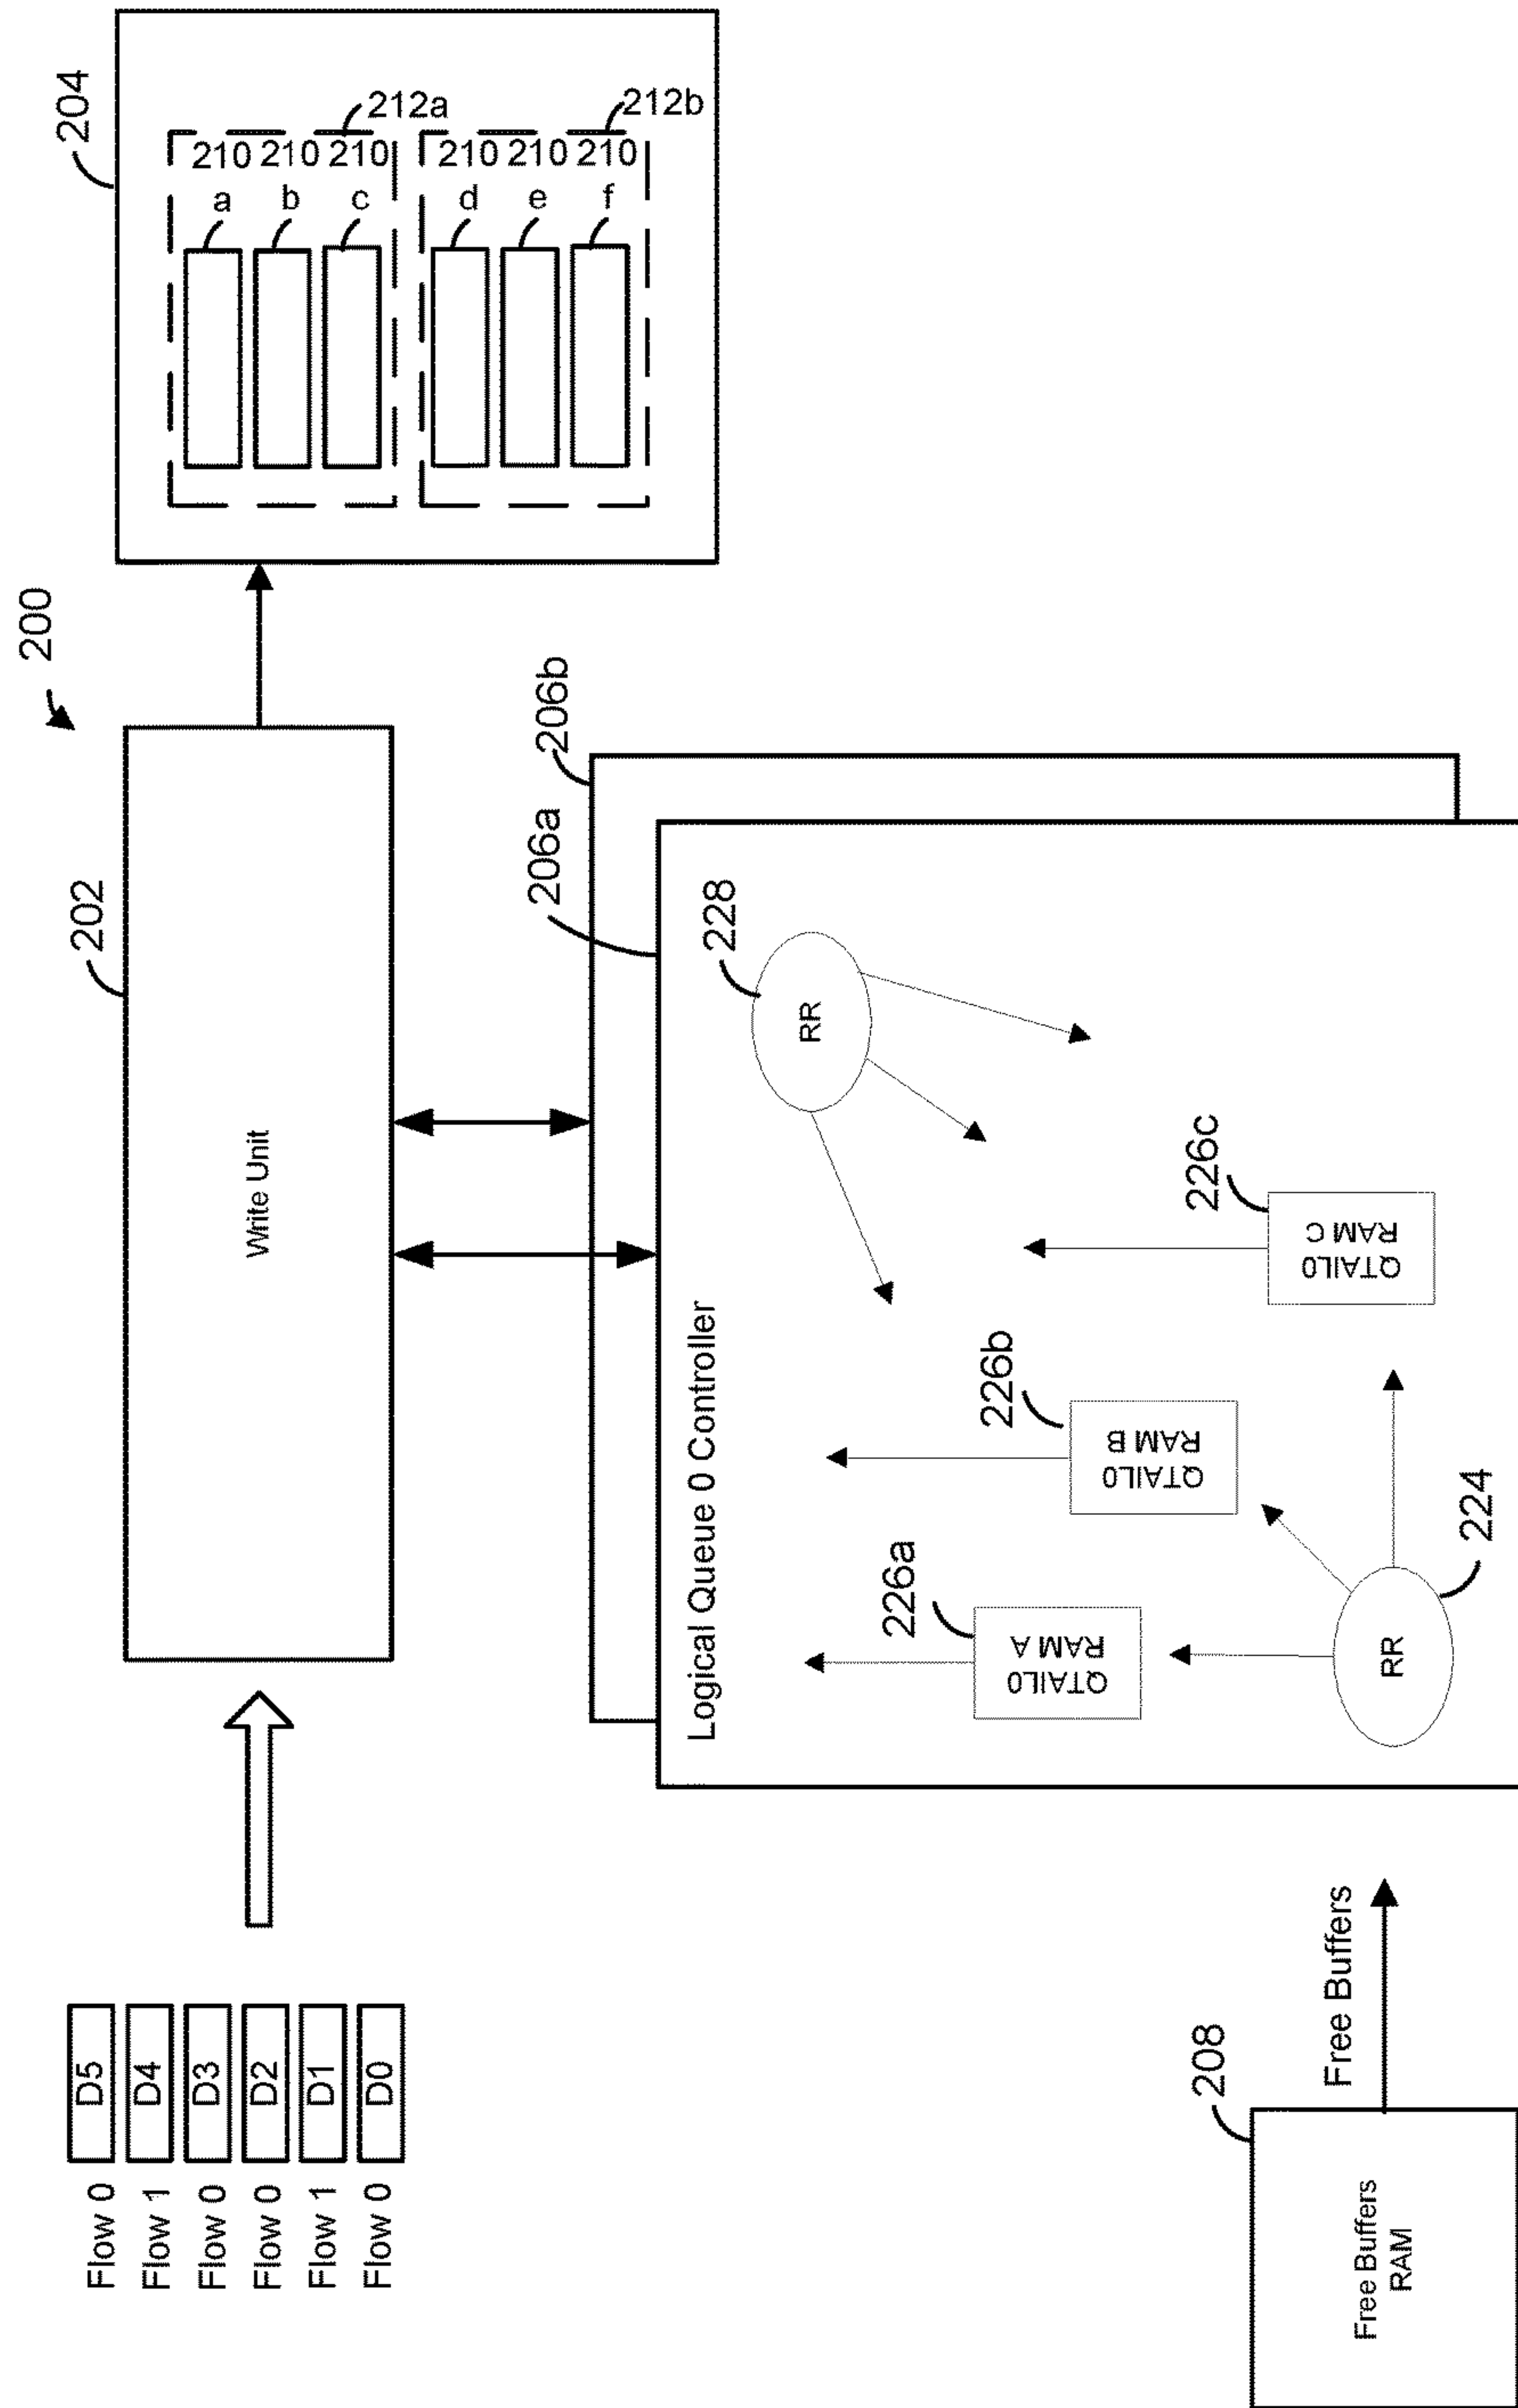 200
Flow 0 D5
Flow 1 D4
Flow 0 D3
Flow 0 D2
Flow 1 D1
Flow 0 D0
202
Write Unit
204
210 210 210
a b c
212a
210 210 210
d e f
212b
206a
206b
Logical Queue 0 Controller
228
RR
226a
QTAIL0
RAM A
226b
QTAIL0
RAM B
226c
QTAIL0
RAM C
RR
224
208
Free Buffers
RAM
Free Buffers